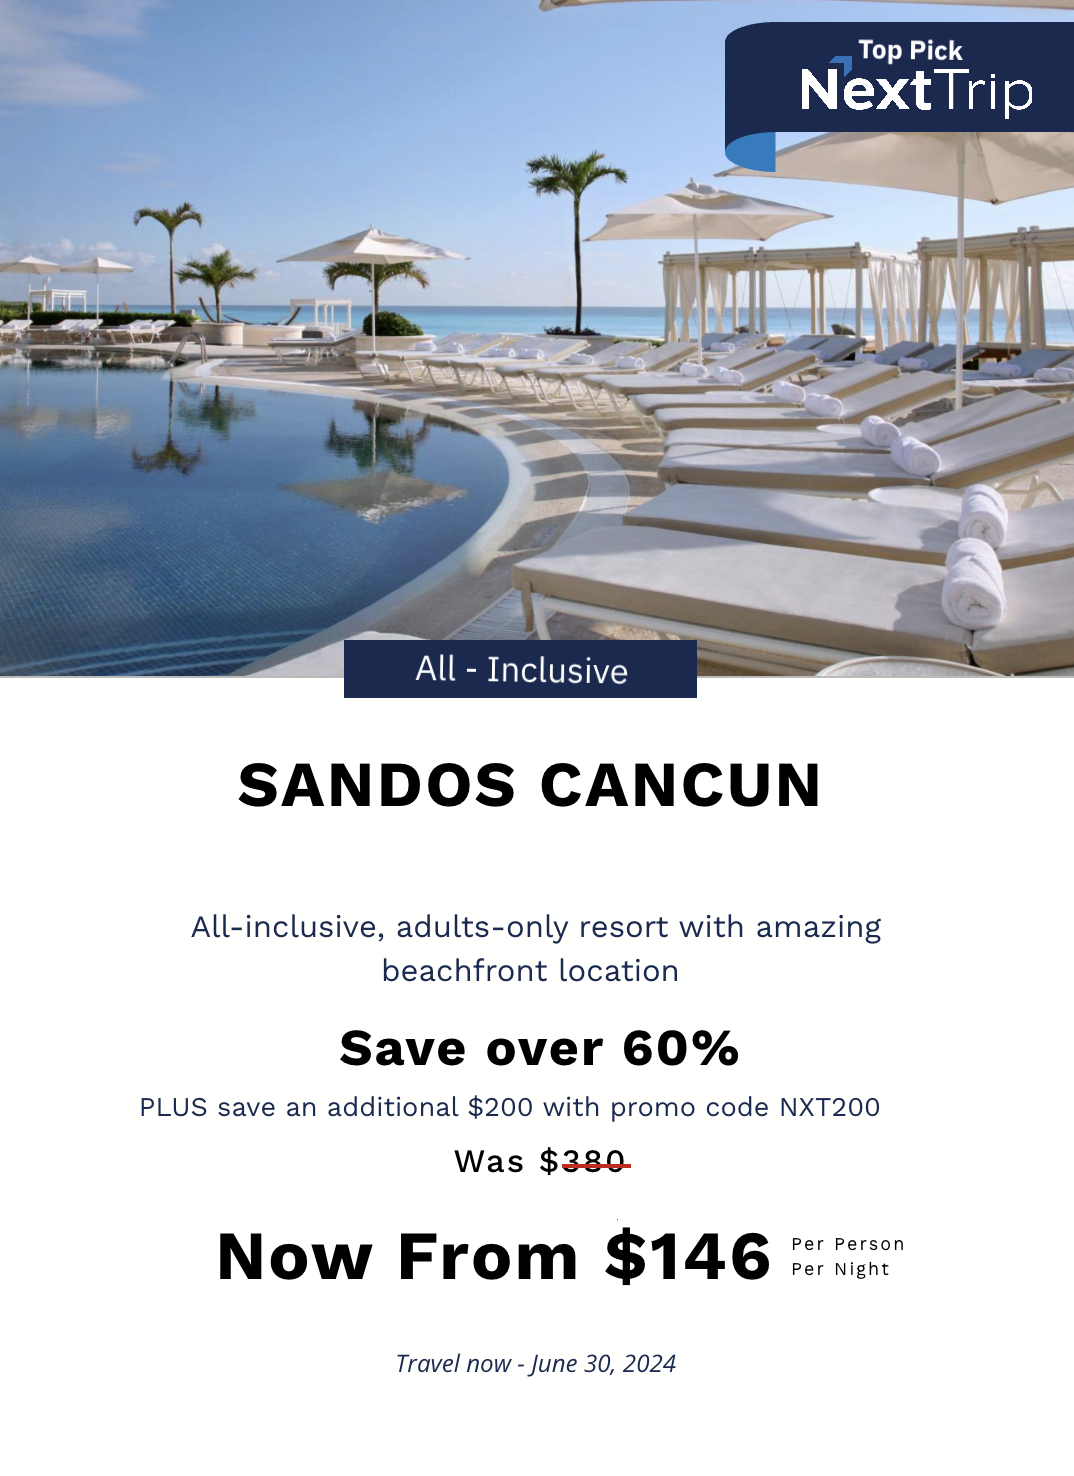 Top Pick
NextTrip
All - Inclusive
SANDOS CANCUN
All-inclusive, adults-only resort with amazing
beachfront location
Save over 60%
PLUS save an additional $200 with promo code NXT200
Was $380
Now From $146
Per Person
Per Night
Travel now - June 30, 2024